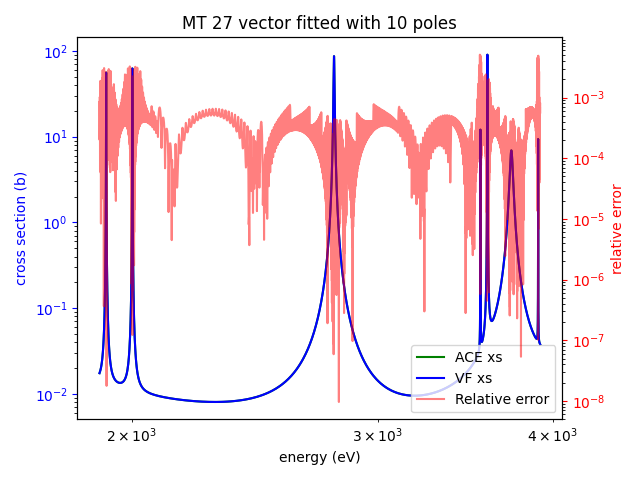 MT 27 vector fitted with 10 poles
10²
10¹
10⁰
10⁻¹
10⁻²
cross section (b)
10⁻³
10⁻⁴
10⁻⁵
10⁻⁶
10⁻⁷
10⁻⁸
relative error
ACE xs
VF xs
Relative error
2 × 10³
3 × 10³
4 × 10³
energy (eV)